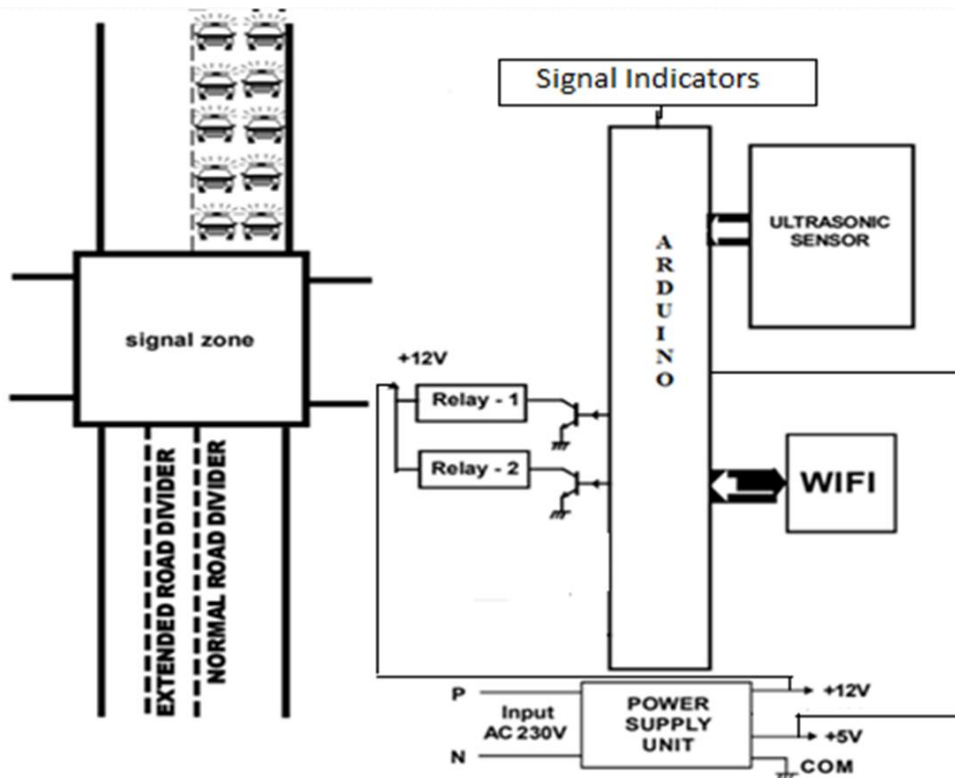 Signal Indicators
ULTRASONIC
SENSOR
ARDUINO
signal zone
+12V
Relay - 1
Relay - 2
WIFI
EXTENDED ROAD DIVIDER
NORMAL ROAD DIVIDER
P
Input
AC 230V
N
POWER
SUPPLY
UNIT
+12V
+5V
COM